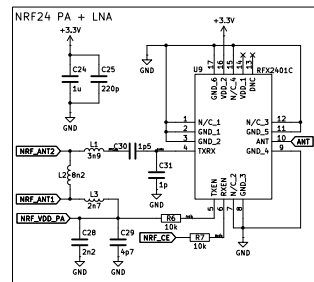 NRF24 PA + LNA
+3.3V
C24
1u
C25
220p
GND
+3.3V
GND
U9
RFX2401C
17 GND_6
16 VDD_2
15 N/C_4
14 VDD_1
13 DNC
1 N/C_1
2 GND_1
3 GND_2
4 TXRX
N/C_3 12
GND_5 11
ANT 10
GND_4 9
ANT
TXEN 5
RXEN 6
N/C_2 7
GND_3 8
NRF_ANT2
L1
3n9
C30
1p5
C31
1p
GND
L2
8n2
NRF_ANT1
L3
2n7
NRF_VDD_PA
R6
10k
C28
2n2
C29
4p7
GND
GND
NRF_CE
R7
10k
GND
GND